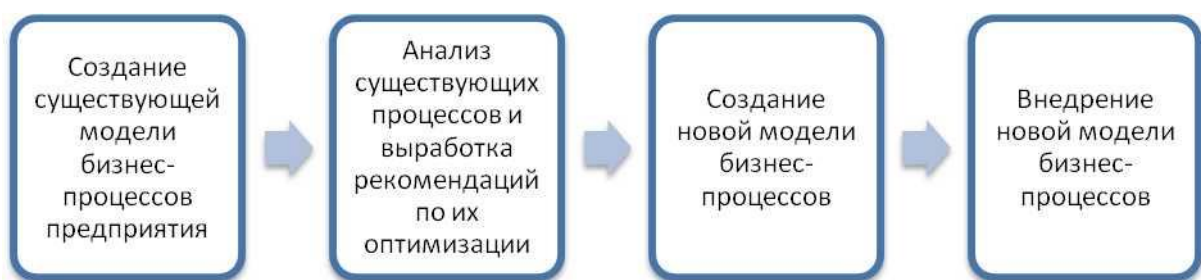 Создание
существующей
модели
бизнес-
процессов
предприятия
Анализ
существующих
процессов и
выработка
рекомендаций
по их
оптимизации
Создание
новой модели
бизнес-
процессов
Внедрение
новой модели
бизнес-
процессов